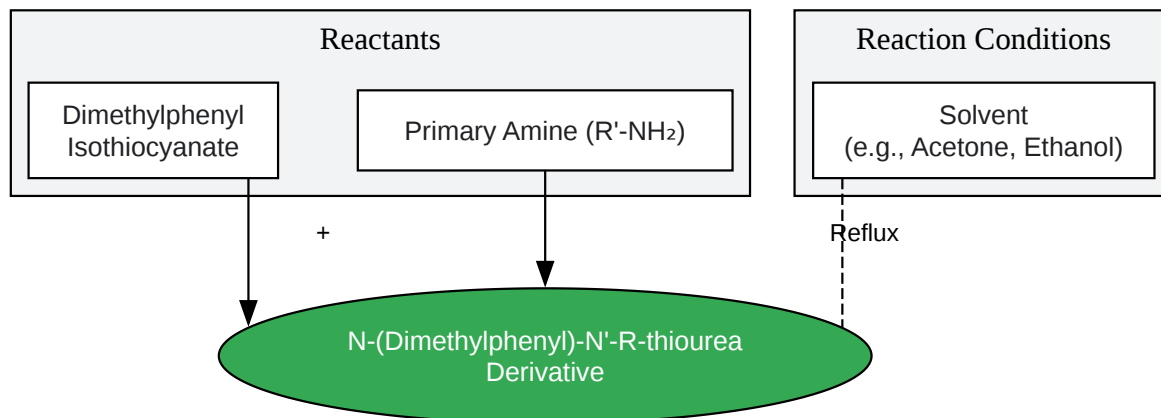 Reactants
Reaction Conditions
Dimethylphenyl
Isothiocyanate
Primary Amine (R'-NH₂)
Solvent
(e.g., Acetone, Ethanol)
+
Reflux
N-(Dimethylphenyl)-N'-R-thiourea
Derivative